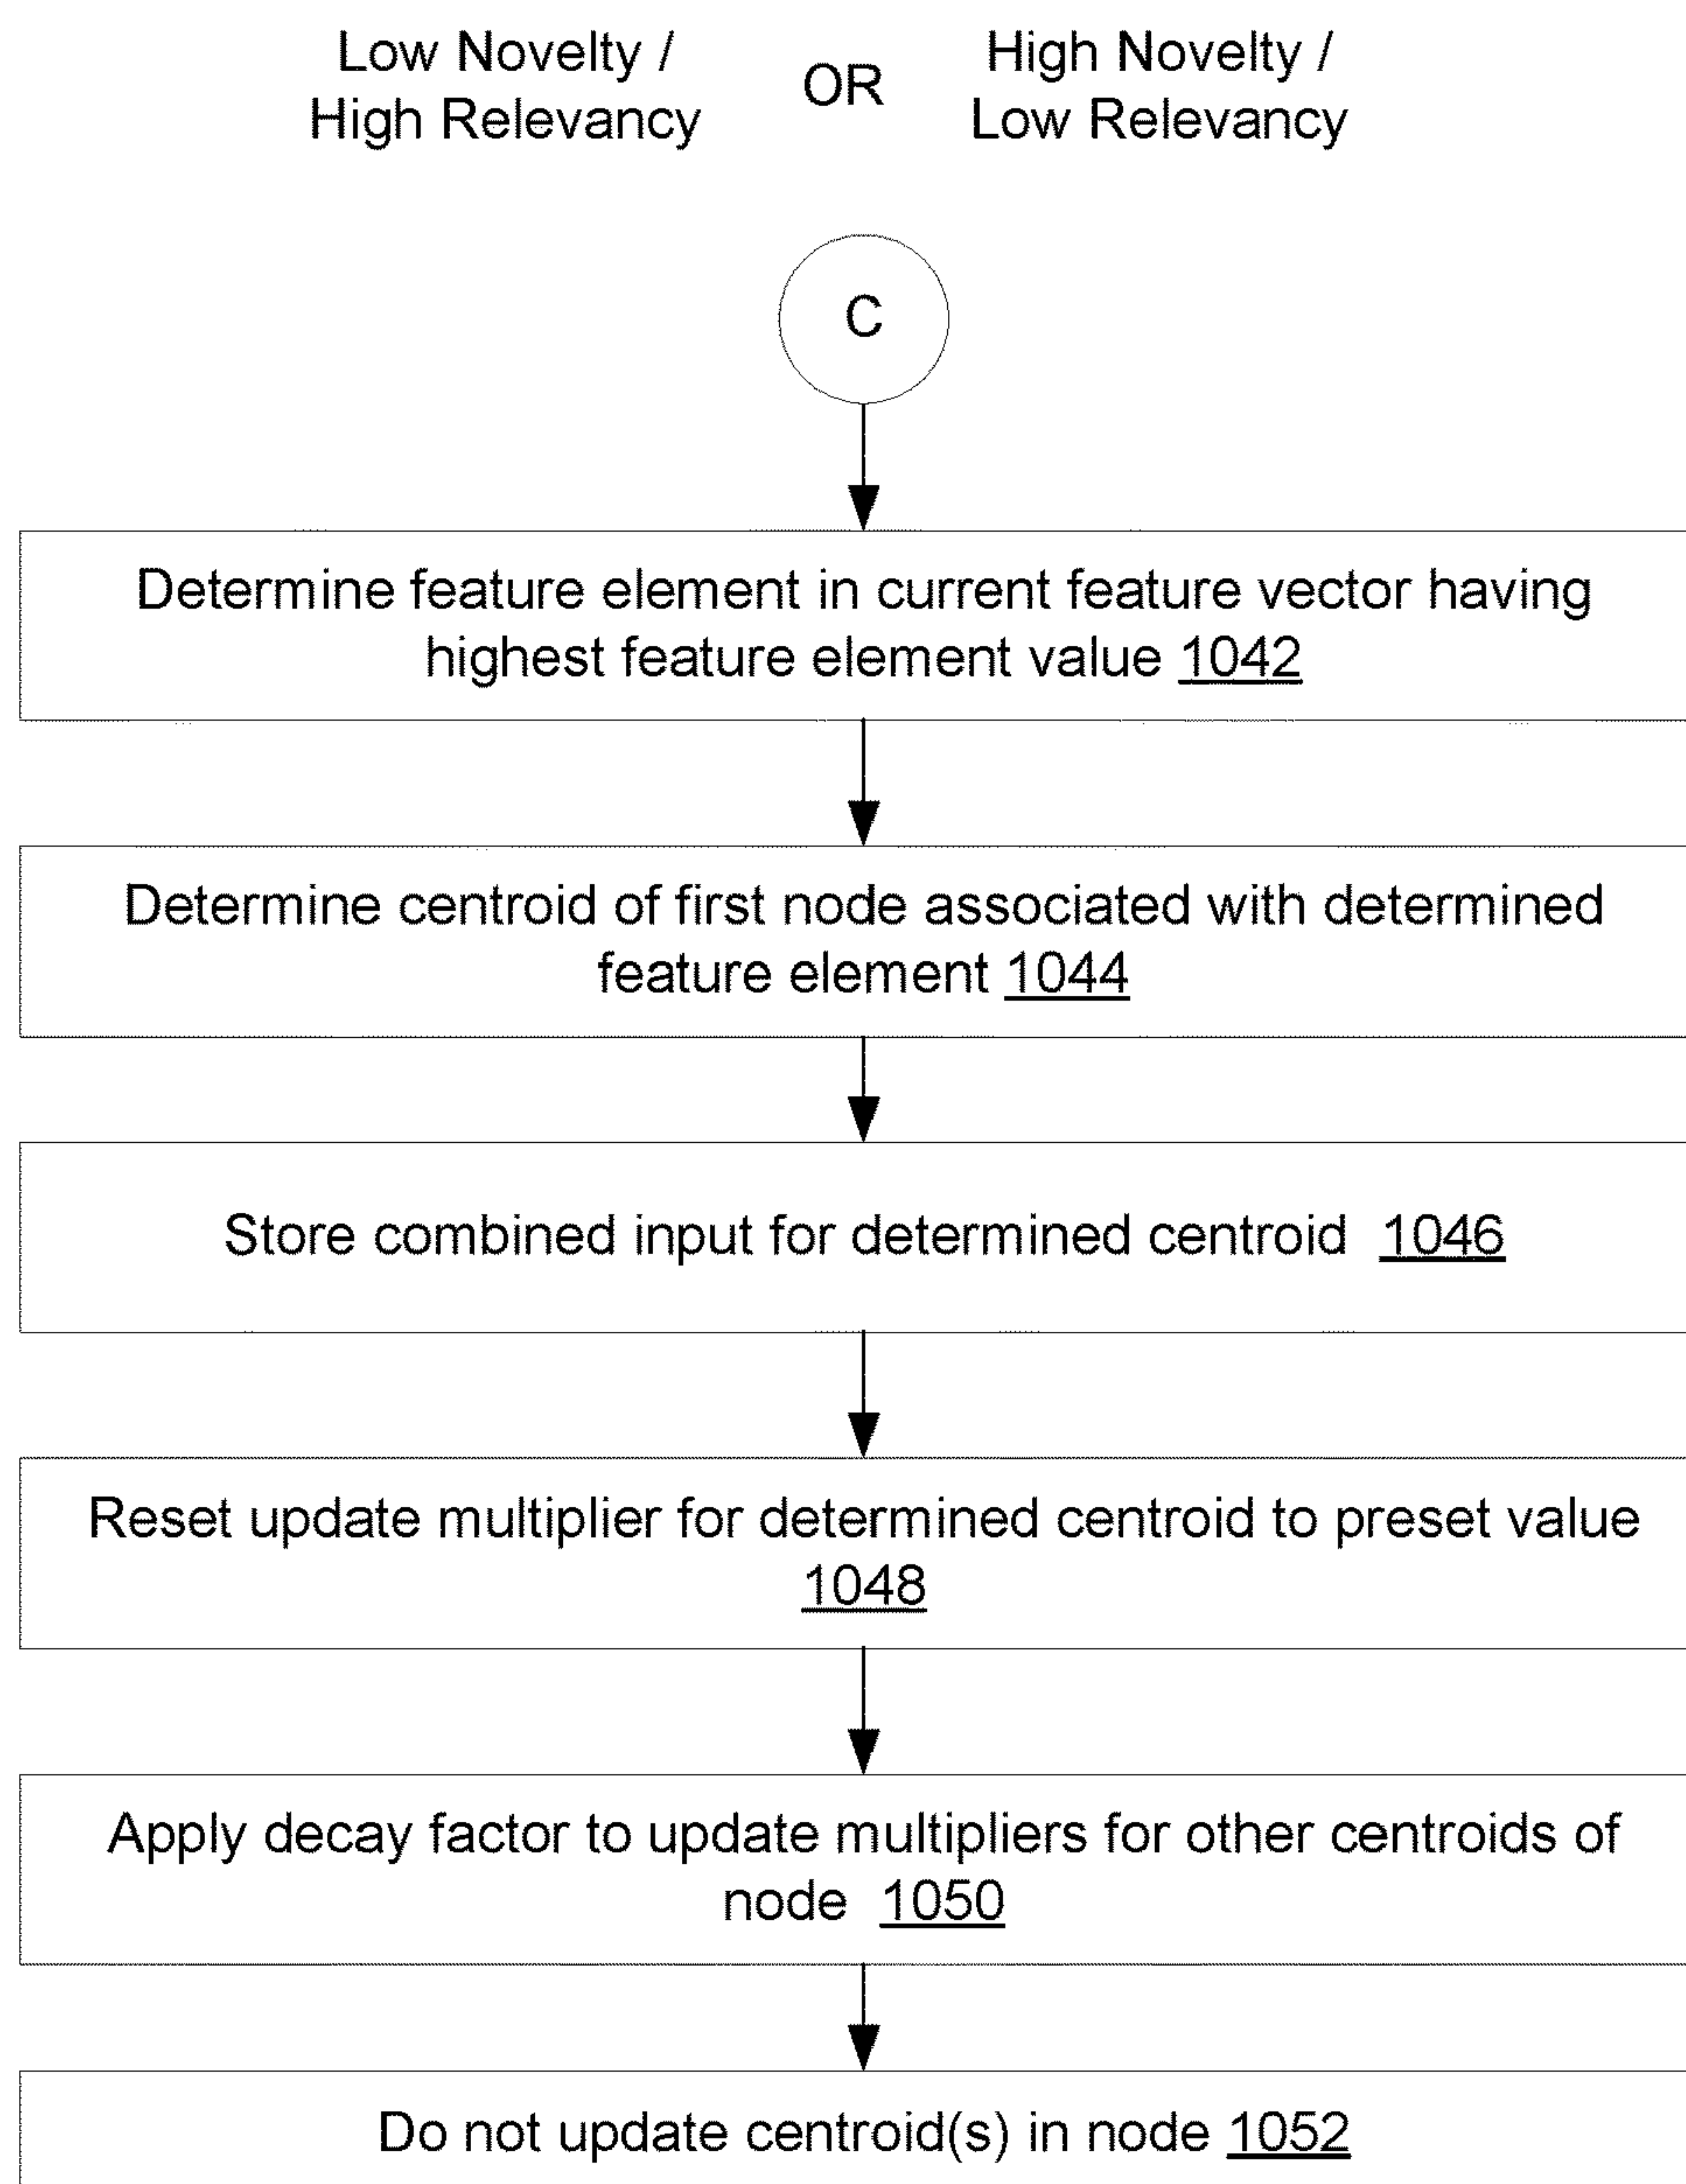 Low Novelty /
High Relevancy
OR
High Novelty /
Low Relevancy
C
Determine feature element in current feature vector having
highest feature element value 1042
Determine centroid of first node associated with determined
feature element 1044
Store combined input for determined centroid 1046
Reset update multiplier for determined centroid to preset value
1048
Apply decay factor to update multipliers for other centroids of
node 1050
Do not update centroid(s) in node 1052